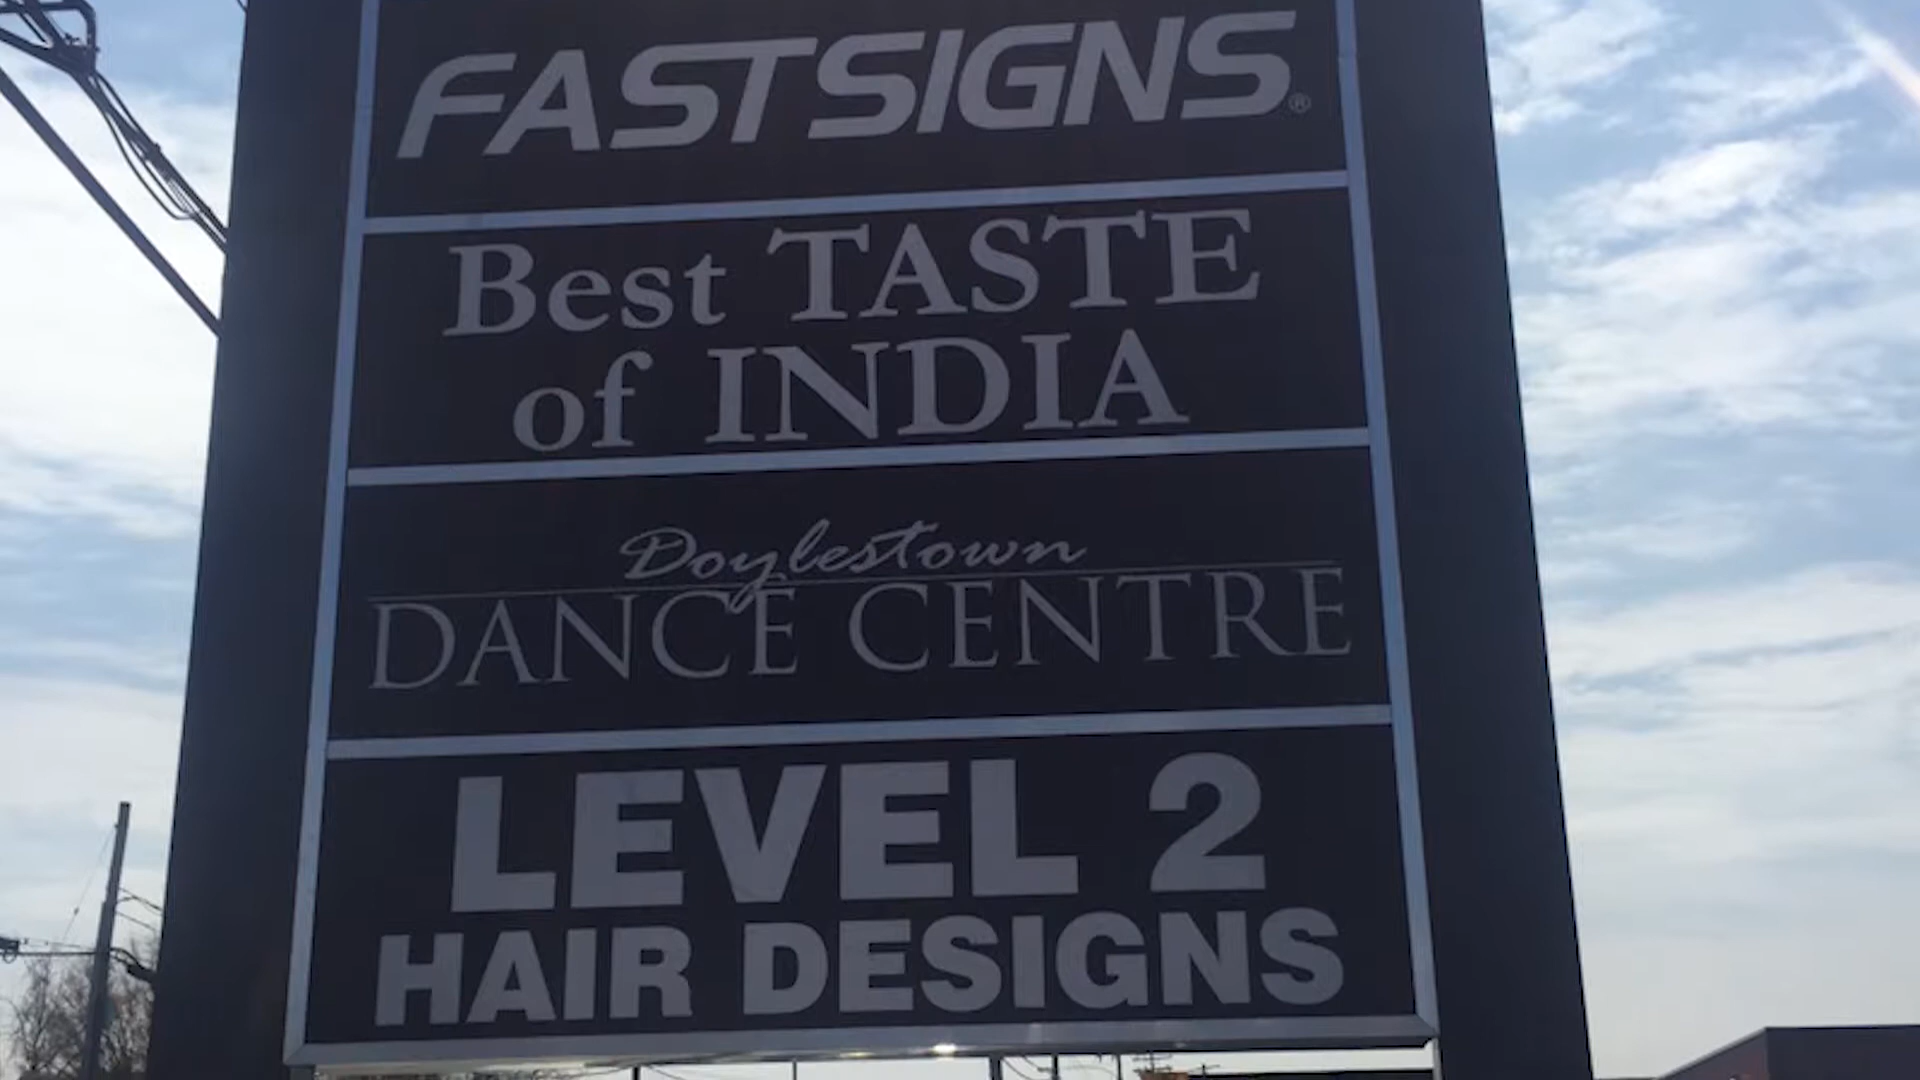 FASTSIGNS®
Best TASTE
of INDIA
Doylestown
DANCE CENTRE
LEVEL 2
HAIR DESIGNS